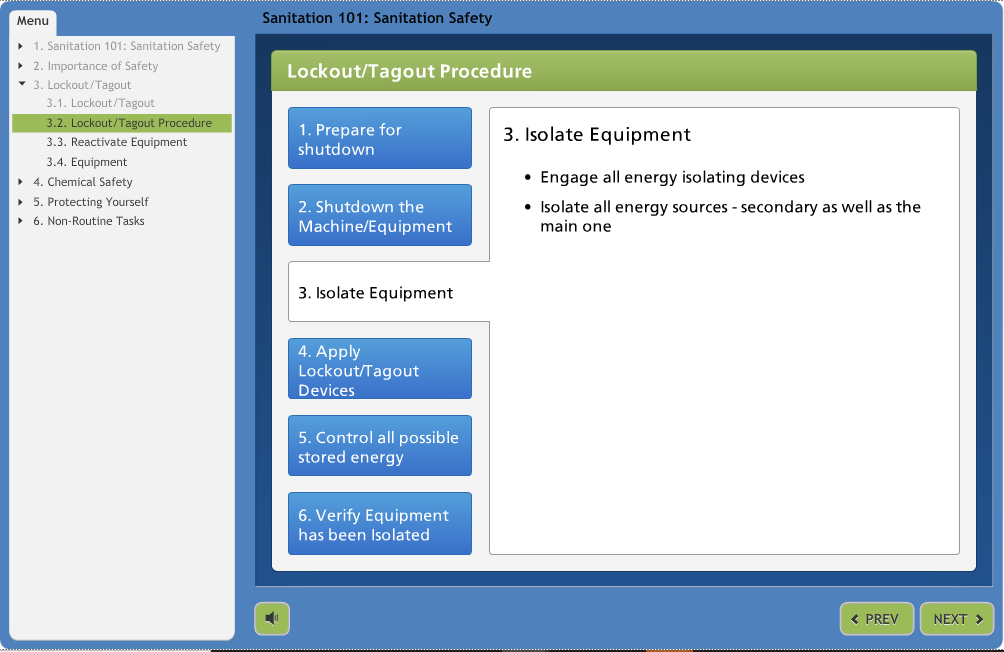 Menu
1. Sanitation 101: Sanitation Safety
2. Importance of Safety
3. Lockout/Tagout
3.1. Lockout/Tagout
3.2. Lockout/Tagout Procedure
3.3. Reactivate Equipment
3.4. Equipment
4. Chemical Safety
5. Protecting Yourself
6. Non-Routine Tasks
Sanitation 101: Sanitation Safety
Lockout/Tagout Procedure
1. Prepare for
shutdown
2. Shutdown the
Machine/Equipment
3. Isolate Equipment
4. Apply
Lockout/Tagout
Devices
5. Control all possible
stored energy
6. Verify Equipment
has been Isolated
3. Isolate Equipment
• Engage all energy isolating devices
• Isolate all energy sources - secondary as well as the
main one
PREV
NEXT